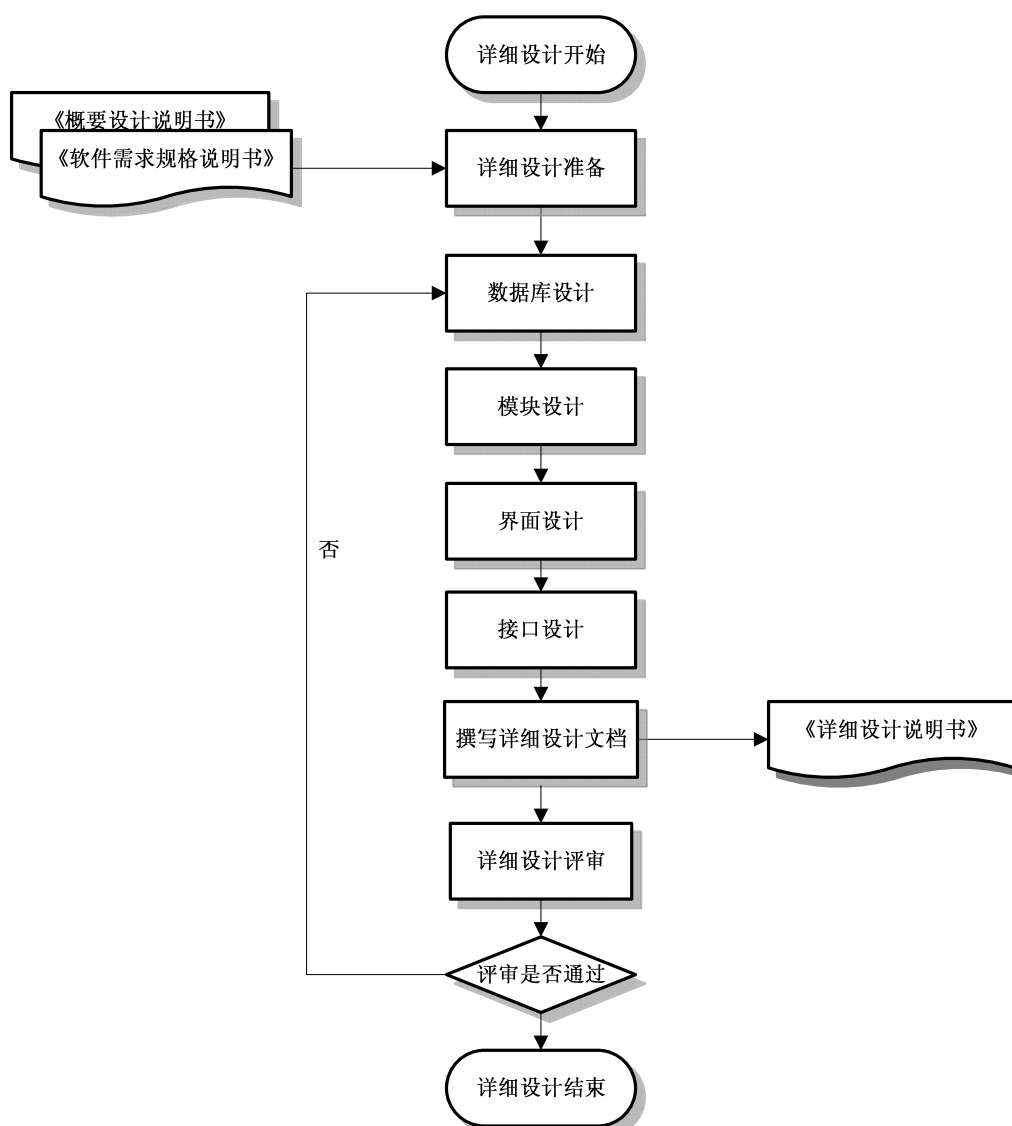 详细设计开始
《概要设计说明书》
《软件需求规格说明书》
详细设计准备
数据库设计
模块设计
界面设计
否
接口设计
撰写详细设计文档
《详细设计说明书》
详细设计评审
评审是否通过
详细设计结束